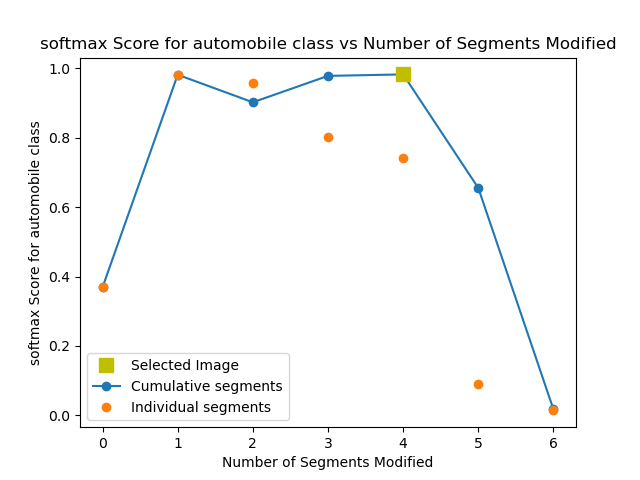 softmax Score for automobile class vs Number of Segments Modified
softmax Score for automobile class
1.0
0.8
0.6
0.4
0.2
0.0
Selected Image
Cumulative segments
Individual segments
0 1 2 3 4 5 6
Number of Segments Modified